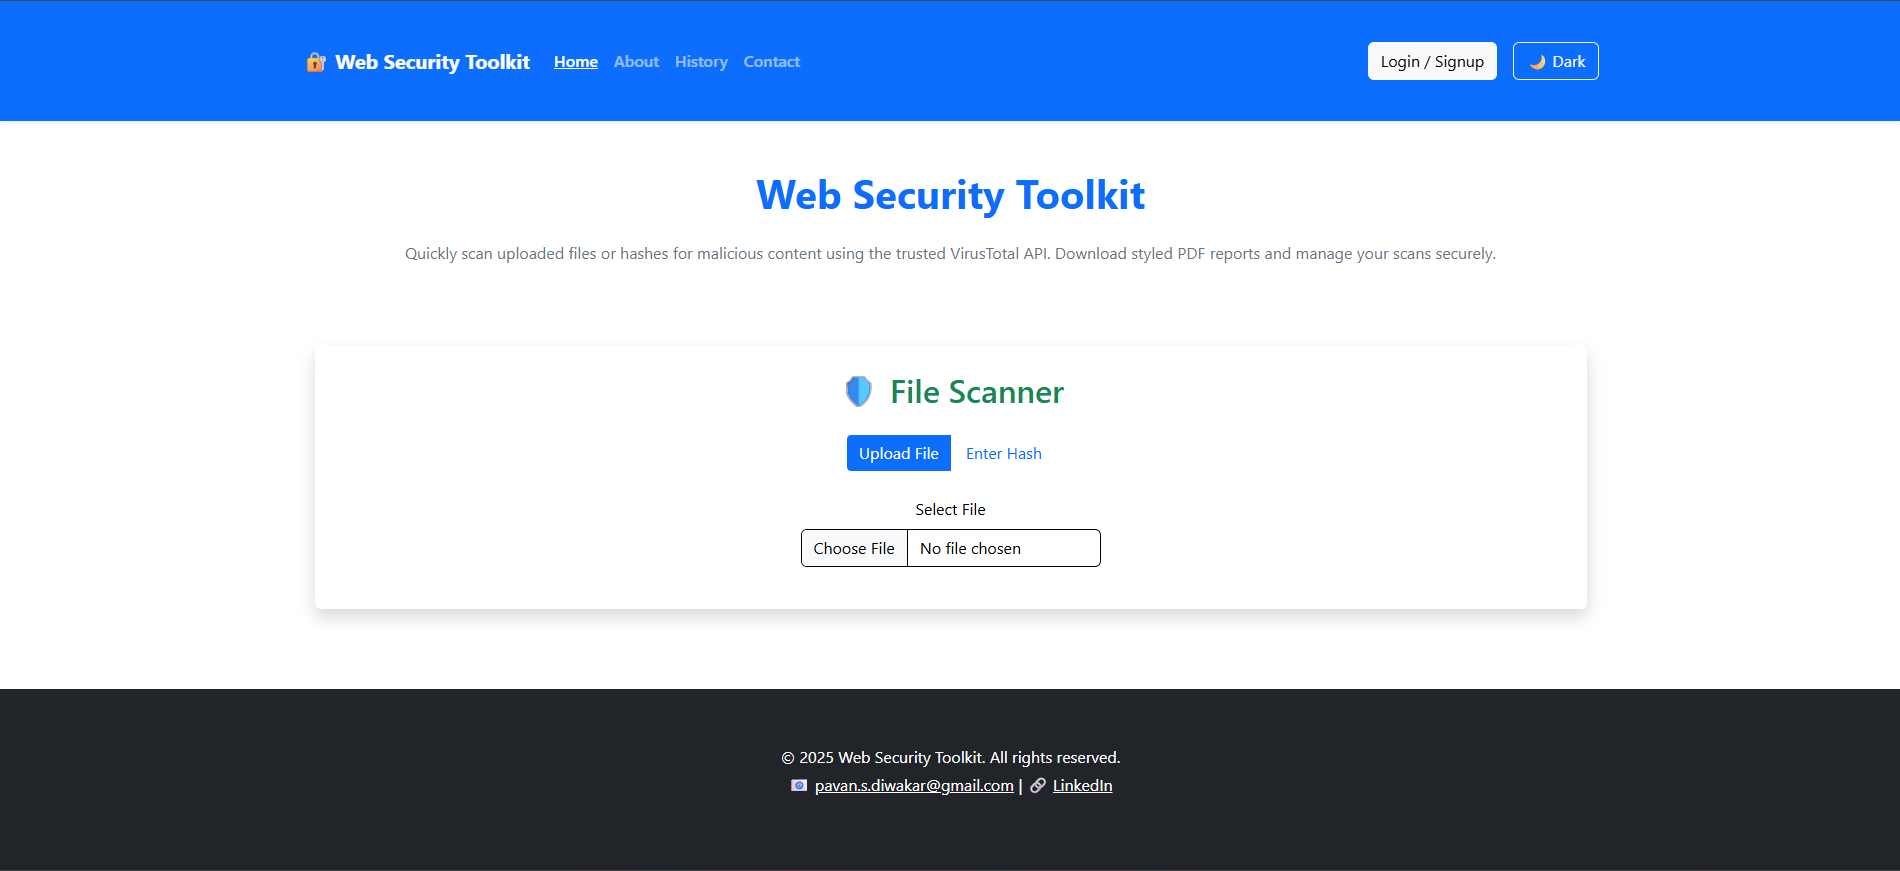 Web Security Toolkit Home About History Contact Login / Signup Dark
Web Security Toolkit
Quickly scan uploaded files or hashes for malicious content using the trusted VirusTotal API. Download styled PDF reports and manage your scans securely.
File Scanner
Upload File Enter Hash
Select File
Choose File No file chosen
© 2025 Web Security Toolkit. All rights reserved.
pavan.s.diwakar@gmail.com | LinkedIn